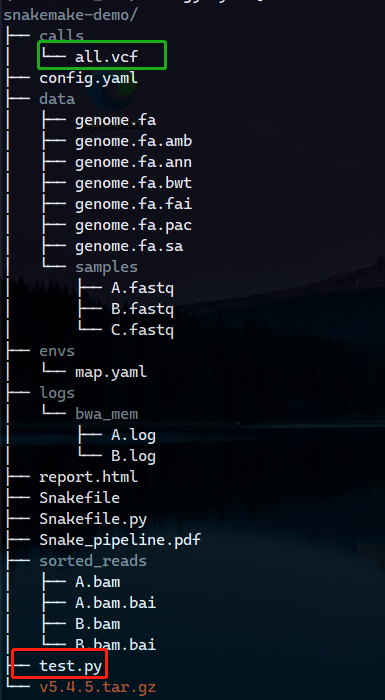 snakemake-demo/
├── calls
│   └── all.vcf
├── config.yaml
├── data
│   ├── genome.fa
│   ├── genome.fa.amb
│   ├── genome.fa.ann
│   ├── genome.fa.bwt
│   ├── genome.fa.fai
│   ├── genome.fa.pac
│   ├── genome.fa.sa
│   └── samples
│       ├── A.fastq
│       ├── B.fastq
│       └── C.fastq
├── envs
│   └── map.yaml
├── logs
│   └── bwa_mem
│       ├── A.log
│       └── B.log
├── report.html
├── Snakefile
├── Snakefile.py
├── Snake_pipeline.pdf
├── sorted_reads
│   ├── A.bam
│   ├── A.bam.bai
│   ├── B.bam
│   └── B.bam.bai
├── test.py
└── v5.4.5.tar.gz